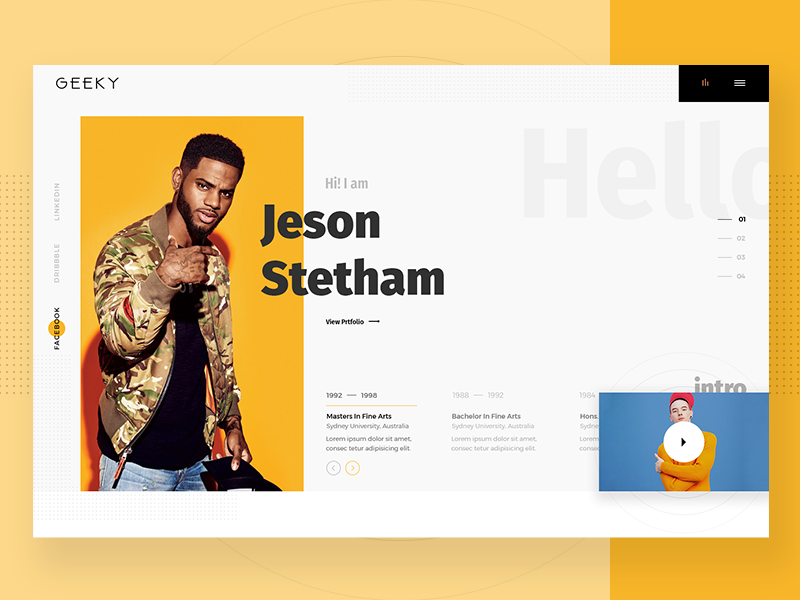 GEEKY
Hello
LINKEDIN
DRIBBBLE
FACEBOOK
Hi! I am
Jeson
Stetham
View Prtfolio
01
02
03
04
1992 — 1998
Masters In Fine Arts
Sydney University, Australia
Lorem ipsum dolor sit amet,
consec tetur adipisicing elit
1988 — 1992
Bachelor In Fine Arts
Sydney University, Australia
Lorem ipsum dolor sit amet,
consec tetur adipisicing elit.
1984
Hons.
Sydne
Lorem
conse
intro